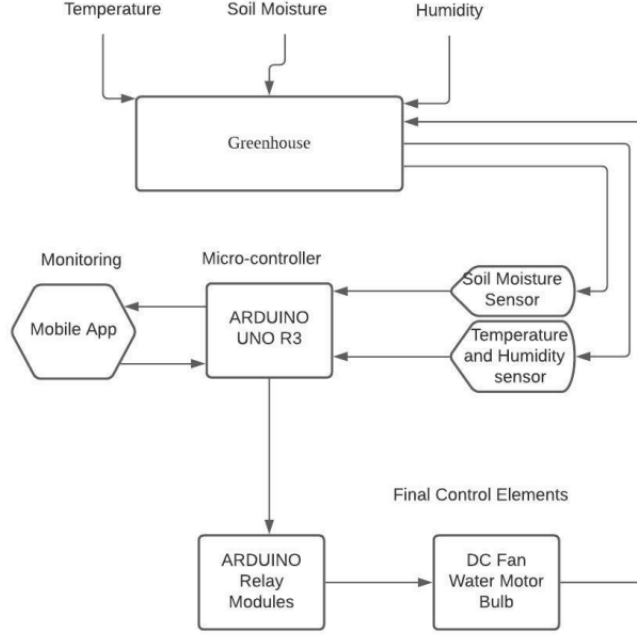 Temperature
Soil Moisture
Humidity
Greenhouse
Monitoring
Micro-controller
Mobile App
ARDUINO
UNO R3
Soil Moisture
Sensor
Temperature
and Humidity
sensor
Final Control Elements
ARDUINO
Relay
Modules
DC Fan
Water Motor
Bulb